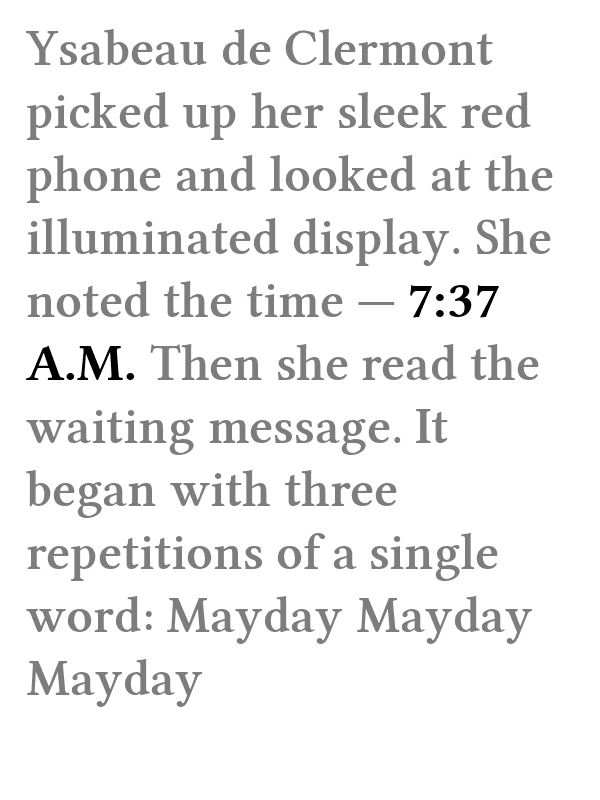 Ysabeau de Clermont
picked up her sleek red
phone and looked at the
illuminated display. She
noted the time — 7:37
A.M. Then she read the
waiting message. It
began with three
repetitions of a single
word: Mayday Mayday
Mayday